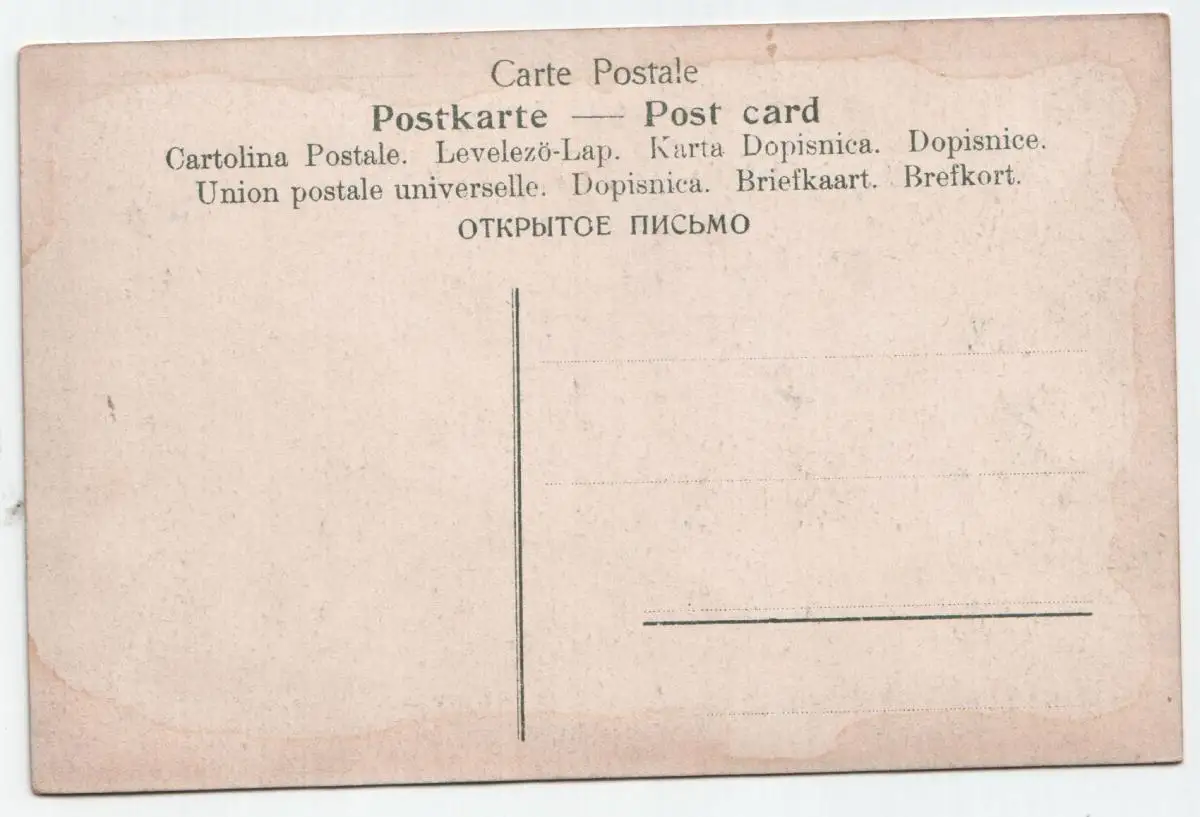 Carte Postale
Postkarte — Post card
Cartolina Postale. Levelezö-Lap. Karta Dopisnica. Dopisnice.
Union postale universelle. Dopisnica. Briefkaart. Brefkort.
ОТКРЫТОЕ ПИСЬМО